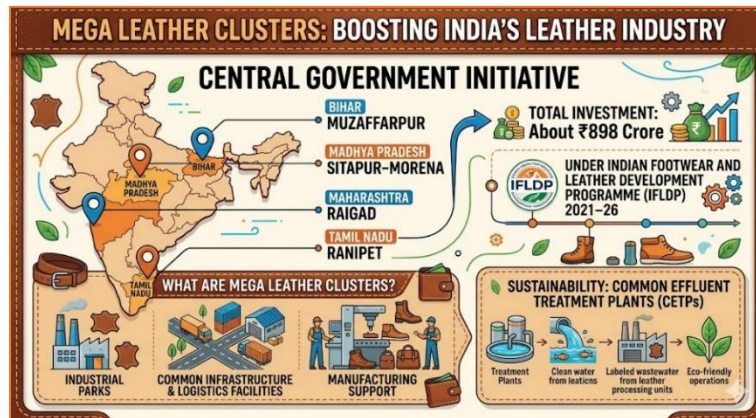 MEGA LEATHER CLUSTERS: BOOSTING INDIA'S LEATHER INDUSTRY
CENTRAL GOVERNMENT INITIATIVE
BIHAR
MUZAFFARPUR
MADHYA PRADESH
SITAPUR-MORENA
MAHARASHTRA
RAIGAD
TAMIL NADU
RANIPET
BIHAR
MADHYA
PRADESH
TAMIL
NADU
TOTAL INVESTMENT:
About ₹898 Crore
IFLDP
UNDER INDIAN FOOTWEAR AND
LEATHER DEVELOPMENT
PROGRAMME (IFLDP)
2021–26
WHAT ARE MEGA LEATHER CLUSTERS?
INDUSTRIAL
PARKS
COMMON INFRASTRUCTURE
& LOGISTICS FACILITIES
MANUFACTURING
SUPPORT
SUSTAINABILITY: COMMON EFFLUENT
TREATMENT PLANTS (CETPs)
Treatment
Plants
Clean water
from leations
Labeled wastewater
from leather
processing units
Eco-friendly
operations